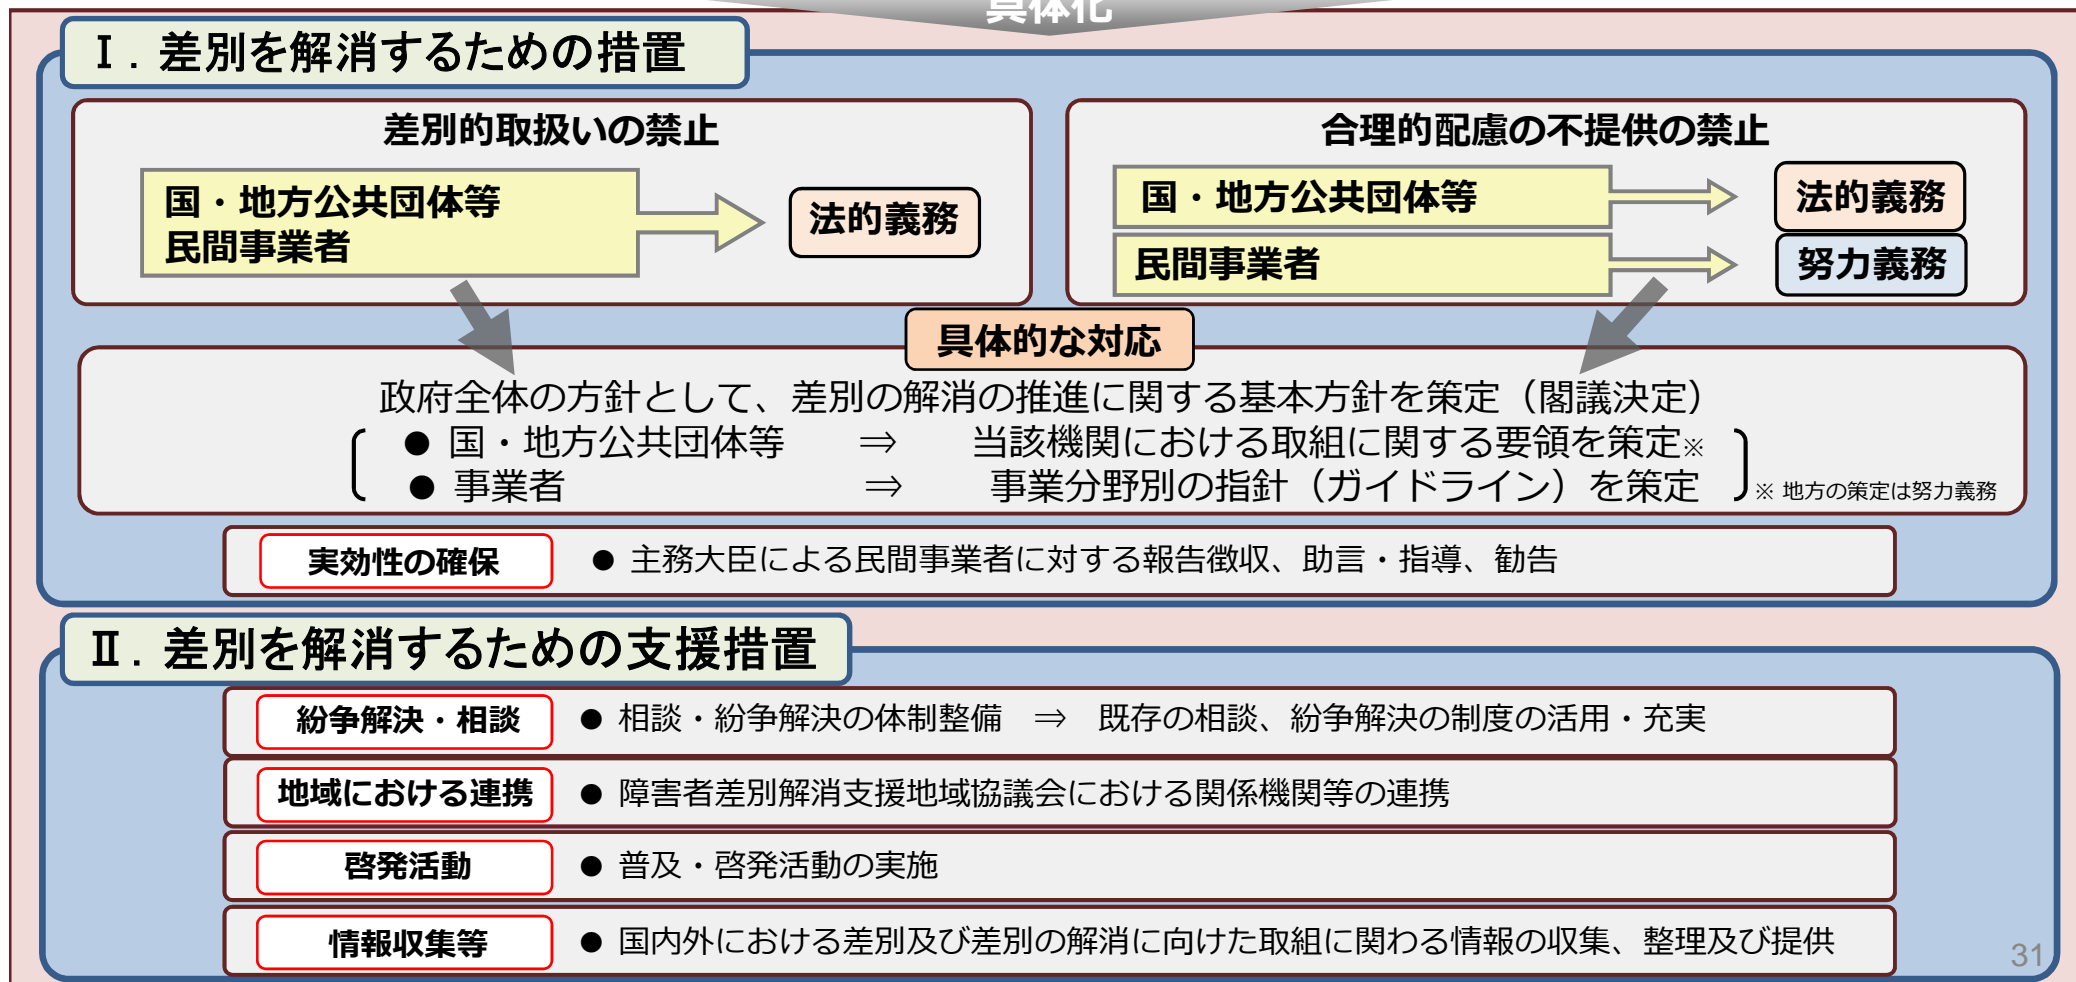 具体化
Ⅰ．差別を解消するための措置
差別的取扱いの禁止
国・地方公共団体等
民間事業者
法的義務
合理的配慮の不提供の禁止
国・地方公共団体等
法的義務
民間事業者
努力義務
具体的な対応
政府全体の方針として、差別の解消の推進に関する基本方針を策定（閣議決定）
● 国・地方公共団体等 ⇒ 当該機関における取組に関する要領を策定※
● 事業者 ⇒ 事業分野別の指針（ガイドライン）を策定
※ 地方の策定は努力義務
実効性の確保 ● 主務大臣による民間事業者に対する報告徴収、助言・指導、勧告
Ⅱ．差別を解消するための支援措置
紛争解決・相談 ● 相談・紛争解決の体制整備 ⇒ 既存の相談、紛争解決の制度の活用・充実
地域における連携 ● 障害者差別解消支援地域協議会における関係機関等の連携
啓発活動 ● 普及・啓発活動の実施
情報収集等 ● 国内外における差別及び差別の解消に向けた取組に関わる情報の収集、整理及び提供
31